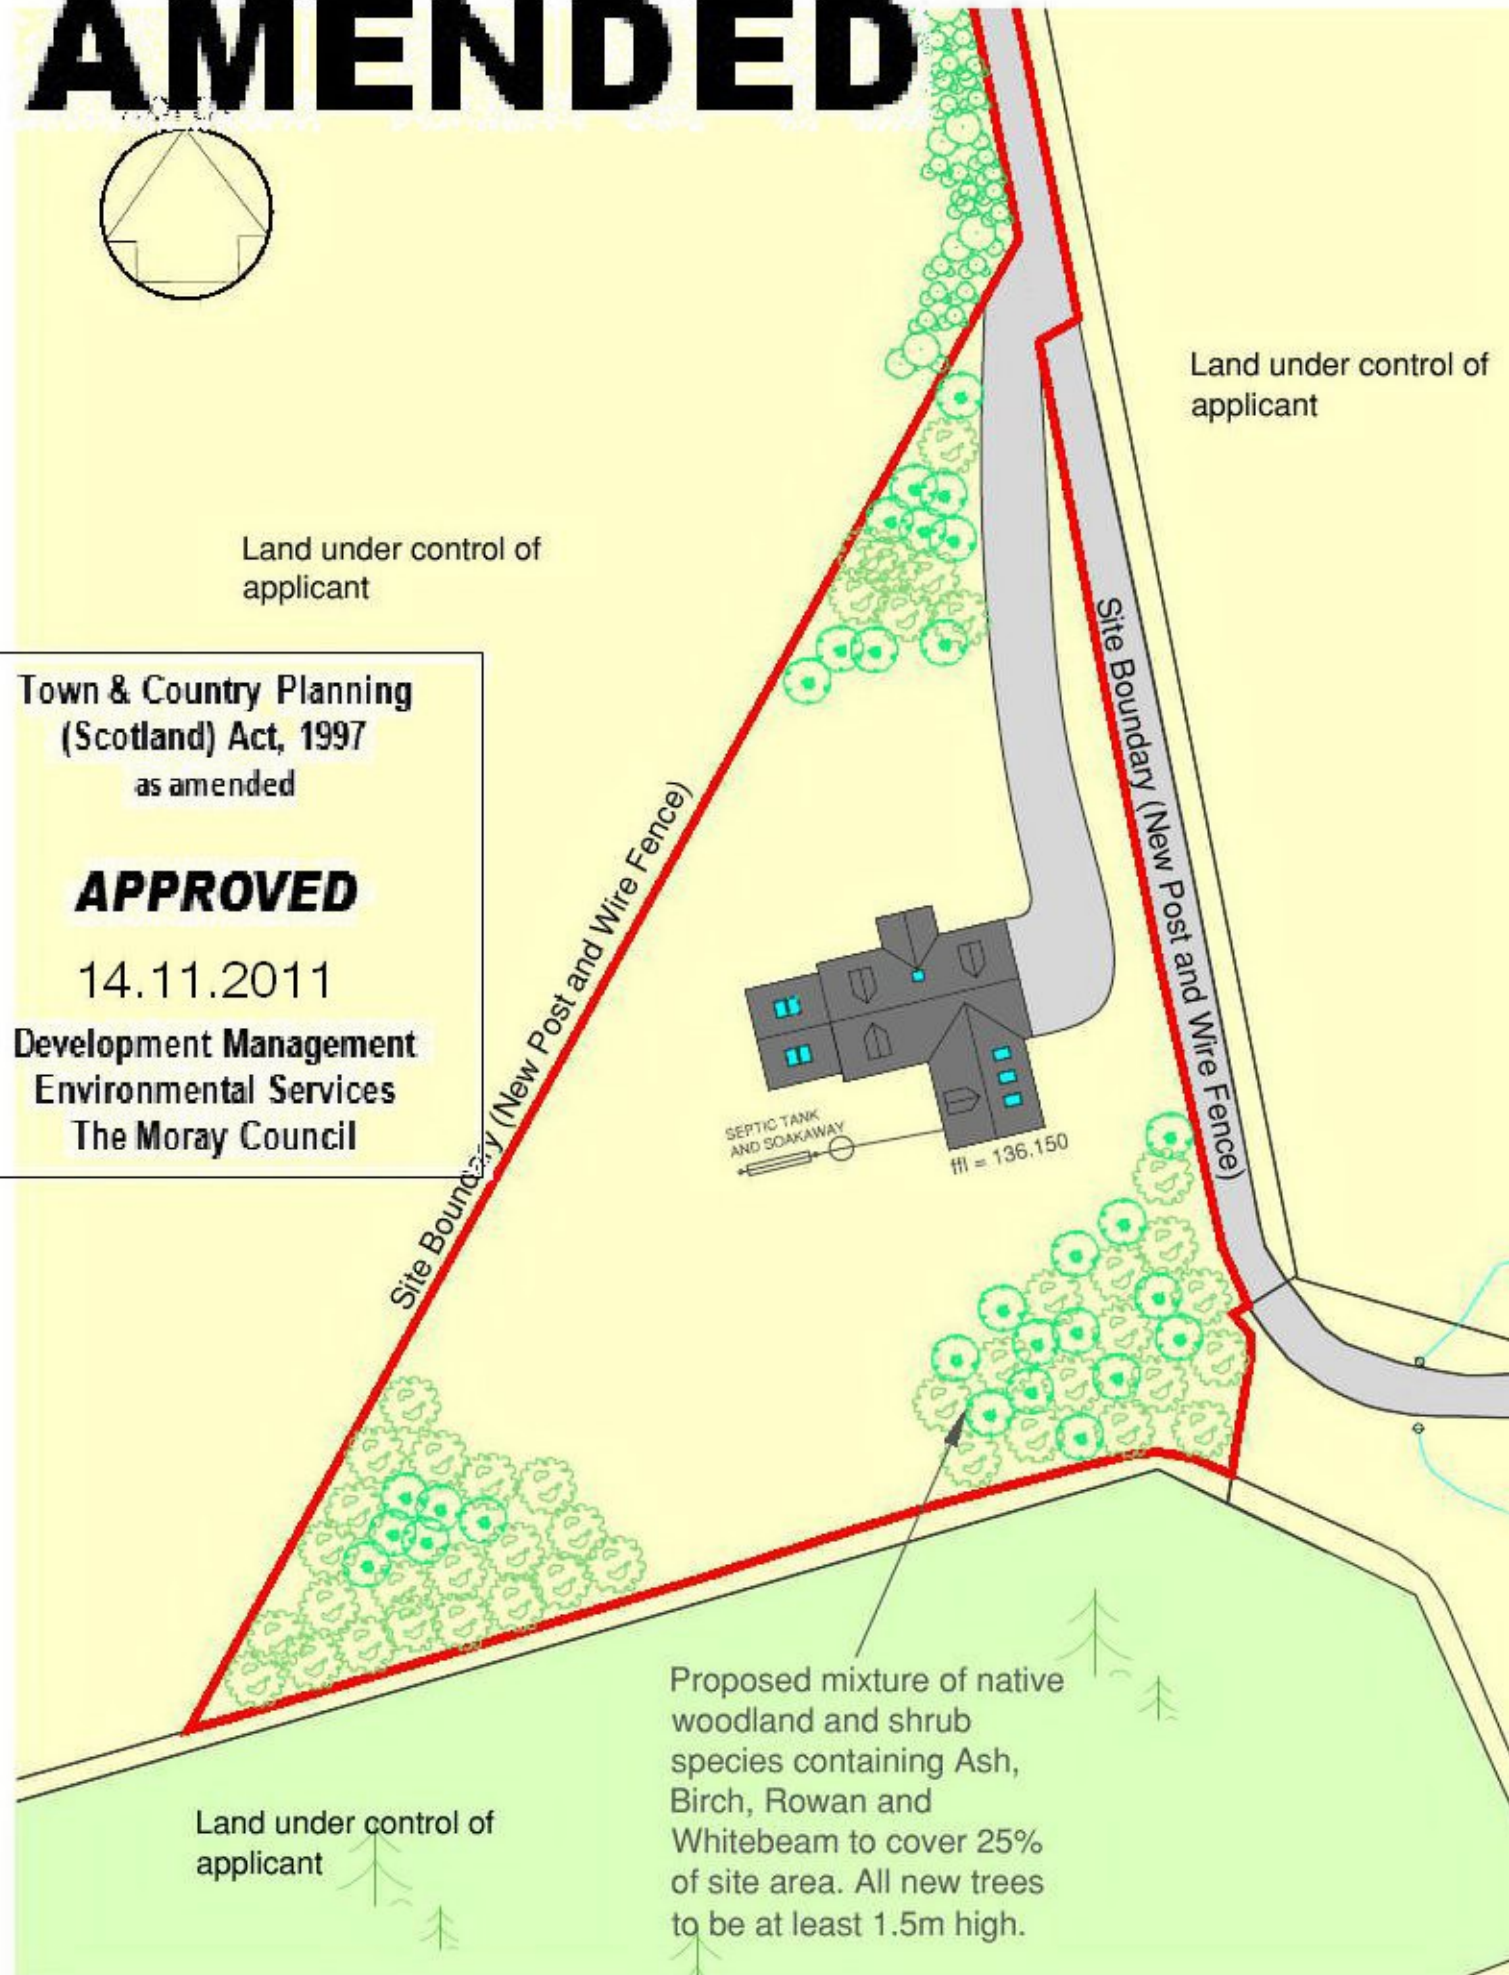 AMENDED
Land under control of
applicant
Land under control of
applicant
Town & Country Planning
(Scotland) Act, 1997
as amended
APPROVED
14.11.2011
Development Management
Environmental Services
The Moray Council
Site Boundary (New Post and Wire Fence)
Site Boundary (New Post and Wire Fence)
SEPTIC TANK
AND SOAKAWAY
ffl = 136.150
Proposed mixture of native
woodland and shrub
species containing Ash,
Birch, Rowan and
Whitebeam to cover 25%
of site area. All new trees
to be at least 1.5m high.
Land under control of
applicant